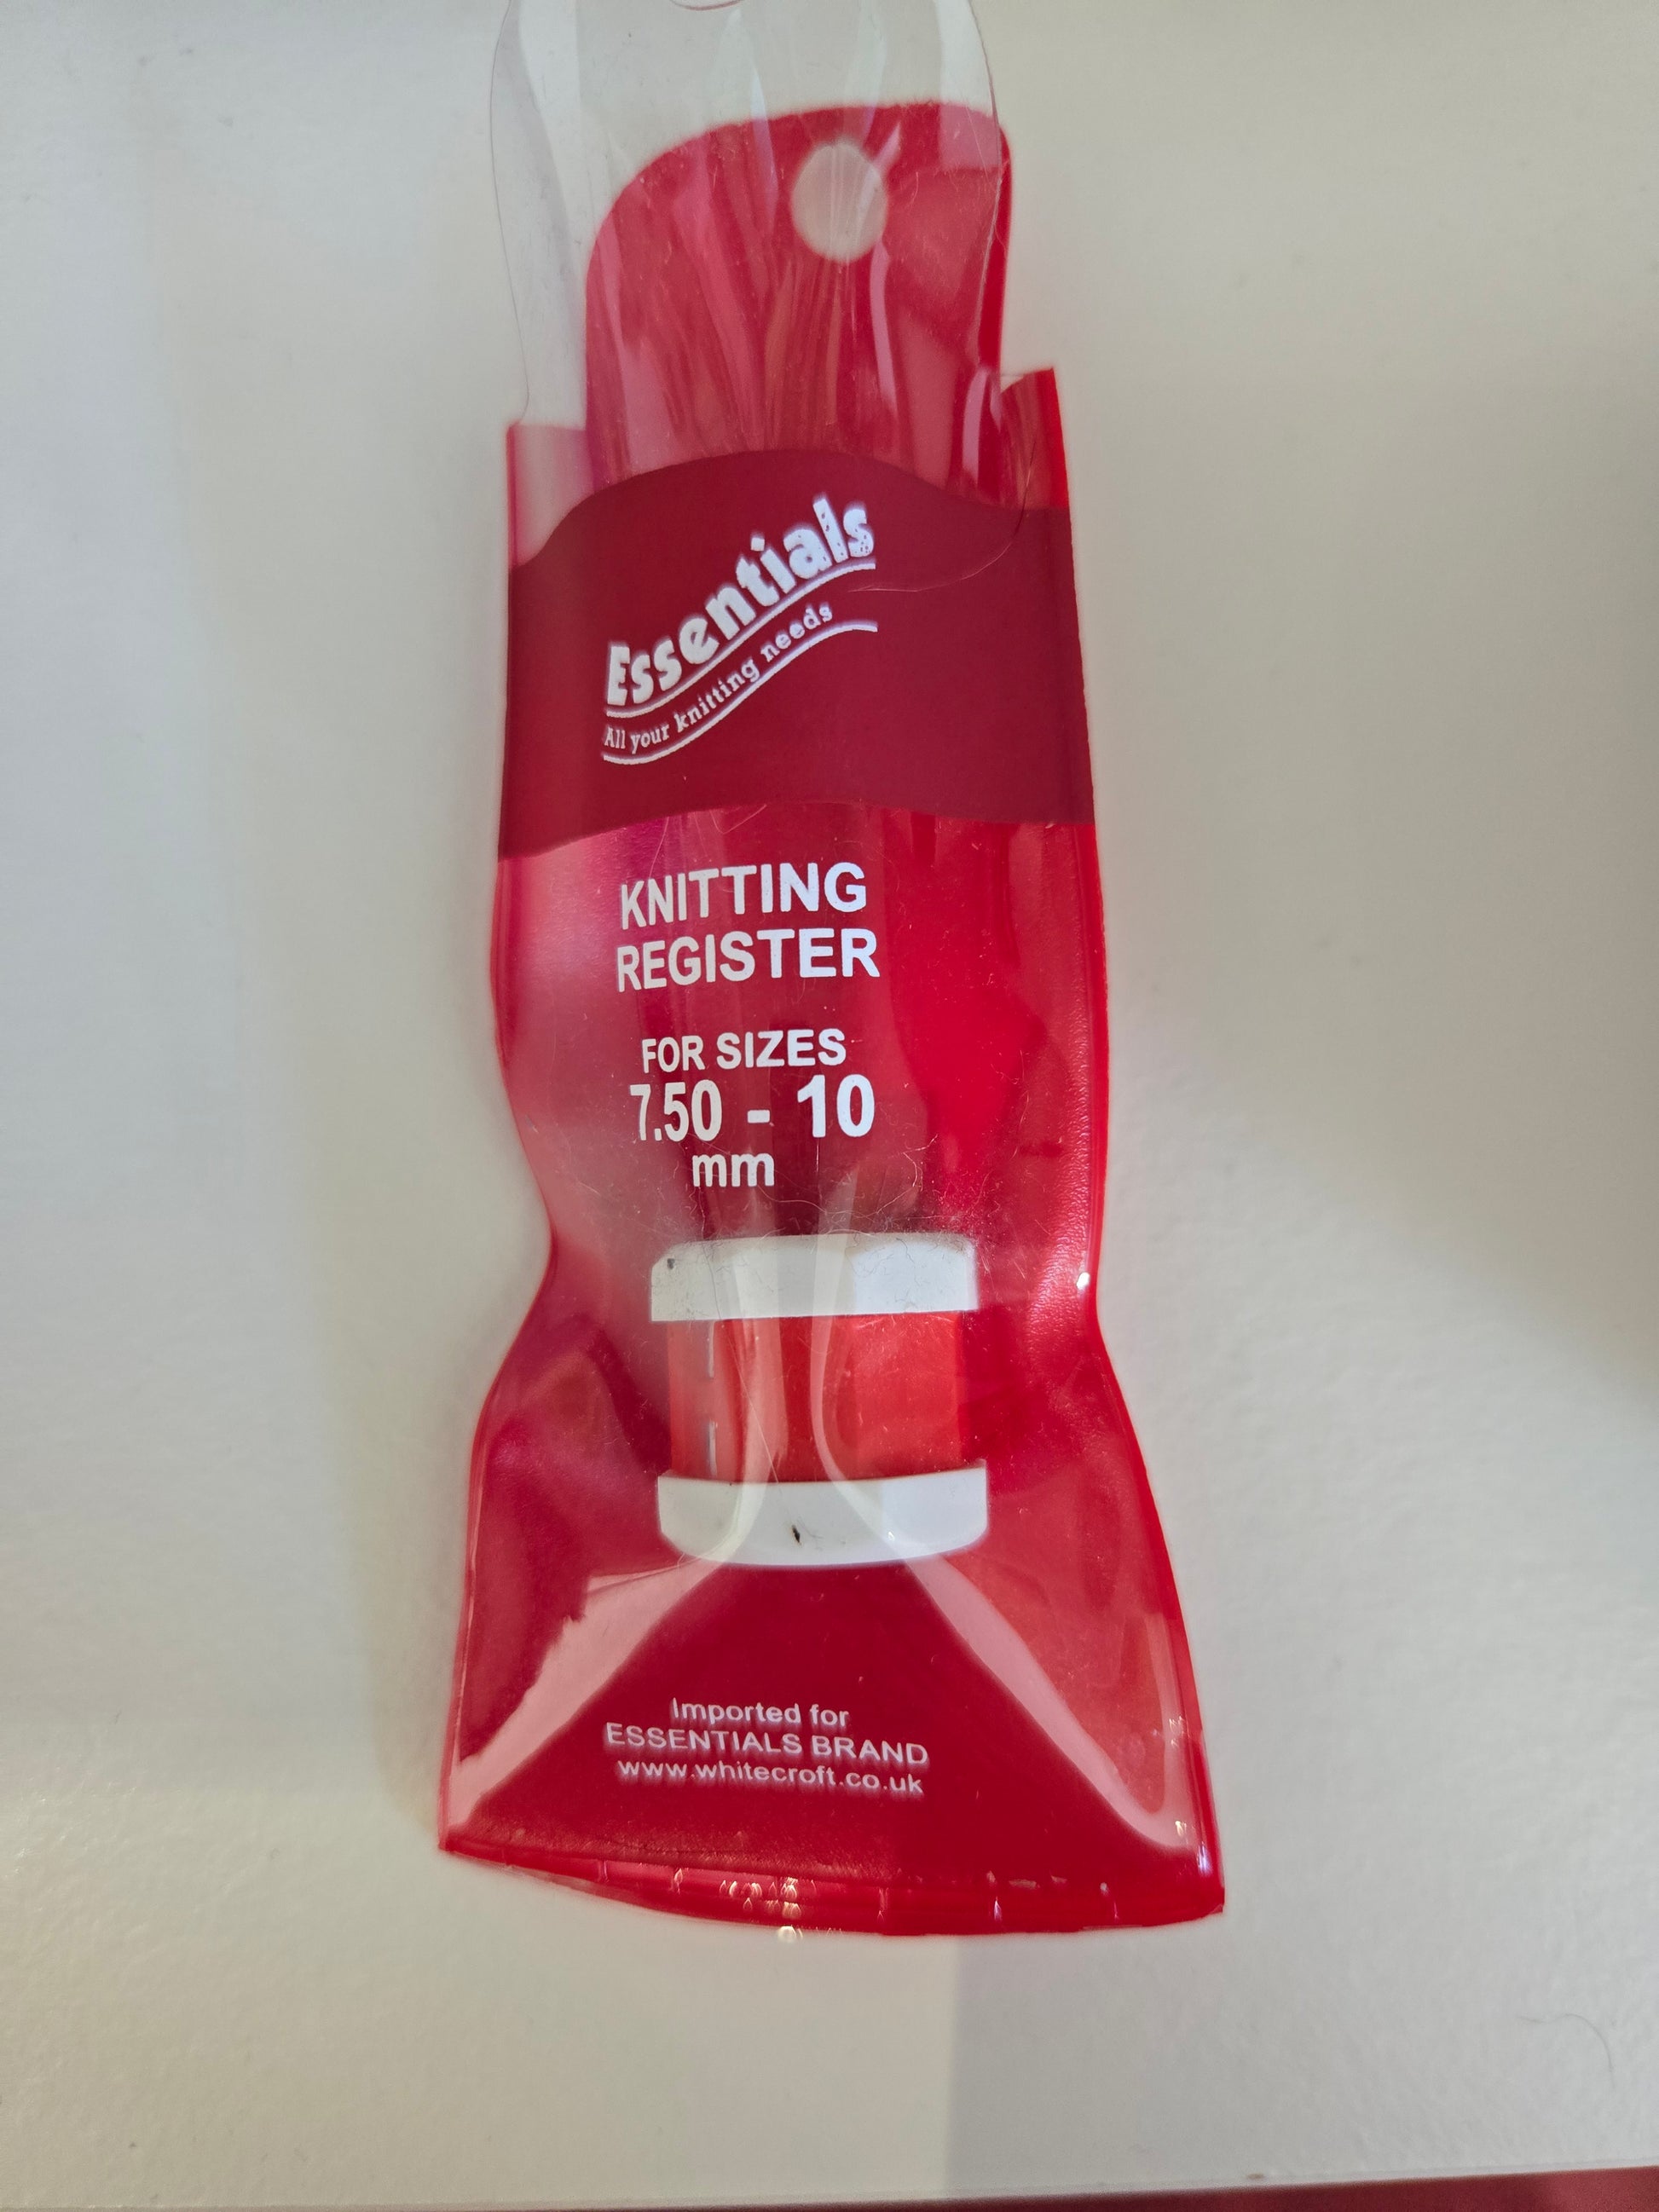 Essentials
All your knitting needs
KNITTING
REGISTER
FOR SIZES
7.50 - 10
mm
Imported for
ESSENTIALS BRAND
www.whitecroft.co.uk